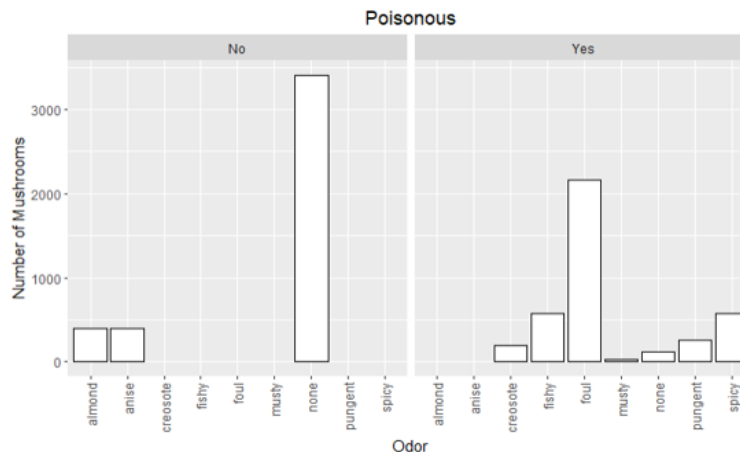 Poisonous
No
Yes
Number of Mushrooms
3000
2000
1000
0
almond
anise
creosote
fishy
foul
musty
none
pungent
spicy
almond
anise
creosote
fishy
foul
musty
none
pungent
spicy
Odor